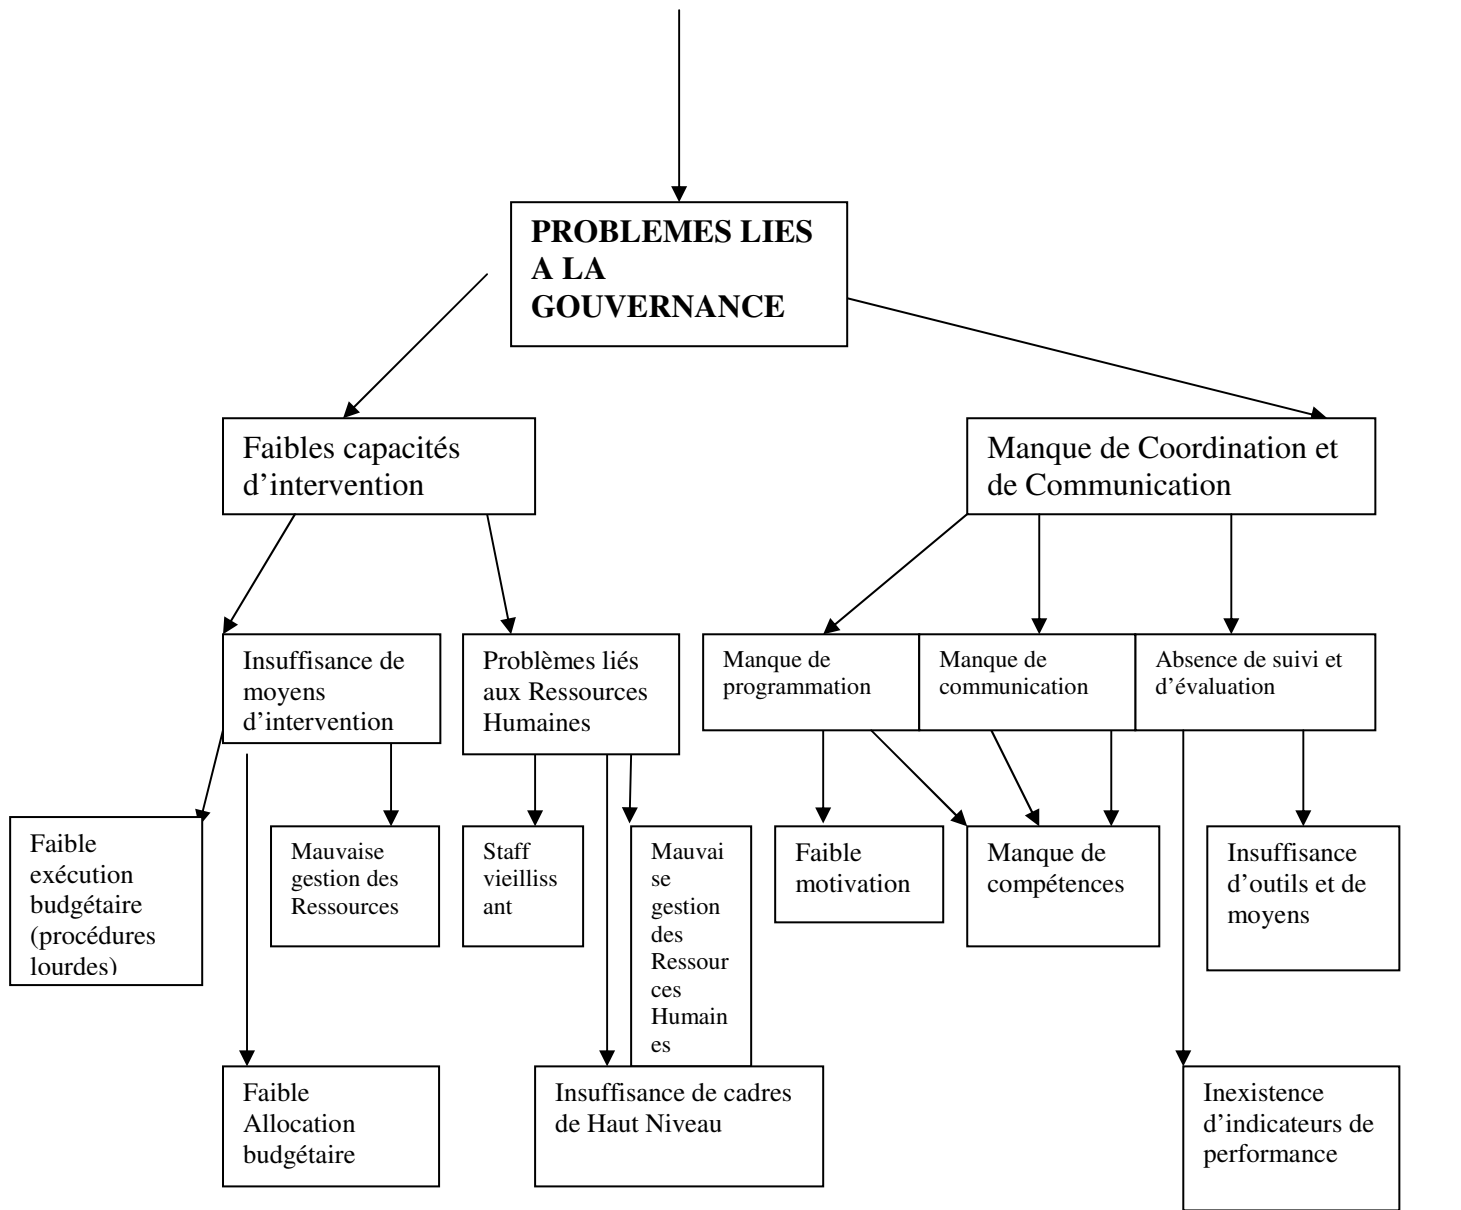 PROBLEMES LIES
A LA
GOUVERNANCE
Faibles capacités
d’intervention
Manque de Coordination et
de Communication
Insuffisance de
moyens
d’intervention
Problèmes liés
aux Ressources
Humaines
Manque de
programmation
Manque de
communication
Absence de suivi et
d’évaluation
Faible
exécution
budgétaire
(procédures
lourdes)
Mauvaise
gestion des
Ressources
Staff
vieilliss
ant
Mauvai
se
gestion
des
Ressour
ces
Humain
es
Faible
motivation
Manque de
compétences
Insuffisance
d’outils et de
moyens
Faible
Allocation
budgétaire
Insuffisance de cadres
de Haut Niveau
Inexistence
d’indicateurs de
performance